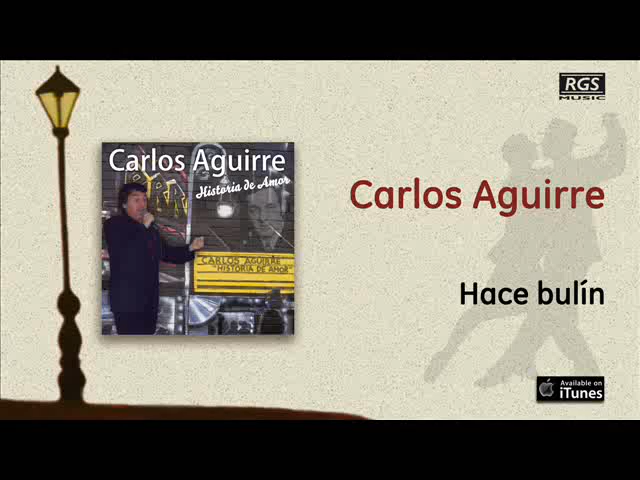 RGS
MUSIC
Carlos Aguirre
Historia de Amor
CARLOS AGUIRRE
"HISTORIA DE AMOR"
Carlos Aguirre
Hace bulín
Available on
iTunes